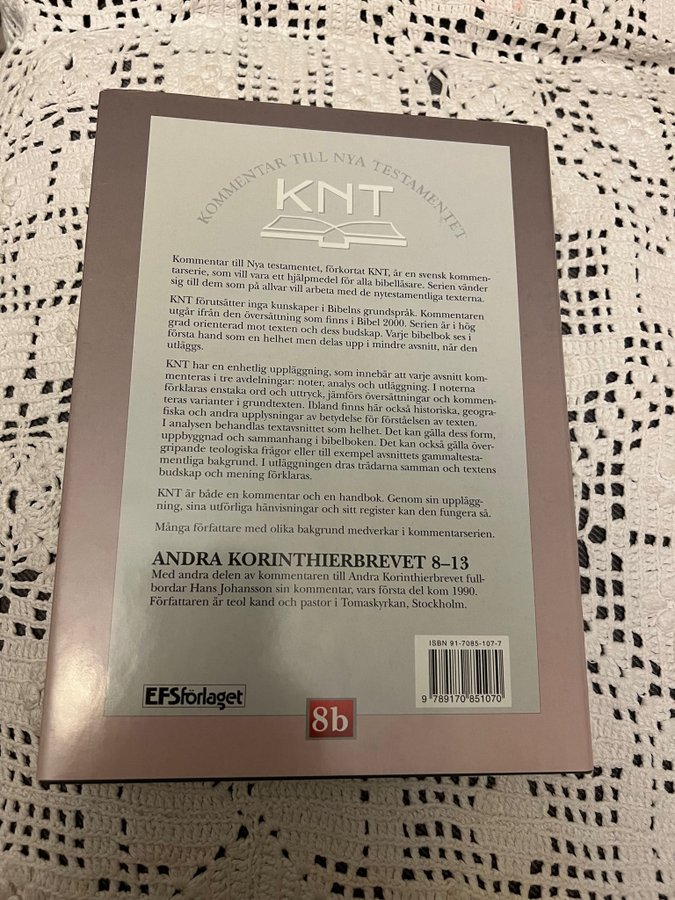 KOMMENTAR TILL NYA TESTAMENTET
KNT
Kommentar till Nya testamentet, förkortat KNT, är en svensk kommen-
tarserie, som vill vara ett hjälpmedel för alla bibelläsare. Serien vänder
sig till dem som på allvar vill arbeta med de nytestamentliga texterna.
KNT förutsätter inga kunskaper i Bibelns grundspråk. Kommentaren
utgår ifrån den översättning som finns i Bibel 2000. Serien är i hög
grad orienterad mot texten och dess budskap. Varje bibelbok ses i
första hand som en helhet men delas upp i mindre avsnitt, när den
utläggs.
KNT har en enhetlig uppläggning, som innebär att varje avsnitt kom-
menteras i tre avdelningar: noter, analys och utläggning. I noterna
förklaras enstaka ord och uttryck, jämförs översättningar och kommen-
teras varianter i grundtexten. Ibland finns här också historiska, geogra-
fiska och andra upplysningar av betydelse för förståelsen av texten.
I analysen behandlas textavsnittet som helhet. Det kan gälla dess form,
uppbyggnad och sammanhang i bibelboken. Det kan också gälla över-
gripande teologiska frågor eller till exempel avsnittets gammaltesta-
mentliga bakgrund. I utläggningen dras trådarna samman och textens
budskap och mening förklaras.
KNT är både en kommentar och en handbok. Genom sin upplägg-
ning, sina utförliga hänvisningar och sitt register kan den fungera så.
Många författare med olika bakgrund medverkar i kommentarserien.
ANDRA KORINTHIERBREVET 8–13
Med andra delen av kommentaren till Andra Korinthierbrevet full-
bordar Hans Johansson sin kommentar, vars första del kom 1990.
Författaren är teol kand och pastor i Tomaskyrkan, Stockholm.
ISBN 91-7085-107-7
9 789170 851070
EFSförlaget
8b